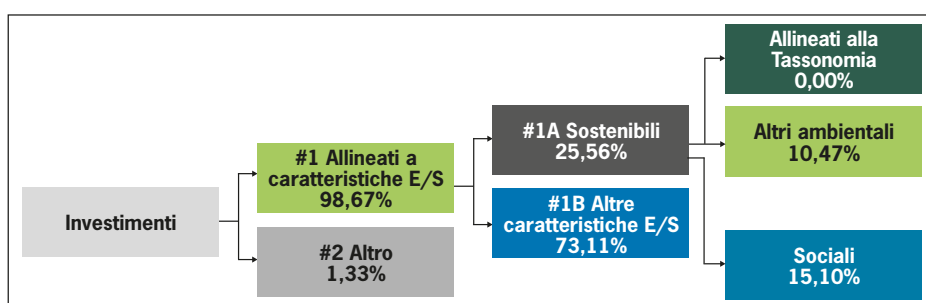 Investimenti
#1 Allineati a
caratteristiche E/S
98,67%
#2 Altro
1,33%
#1A Sostenibili
25,56%
#1B Altre
caratteristiche E/S
73,11%
Allineati alla
Tassonomia
0,00%
Altri ambientali
10,47%
Sociali
15,10%